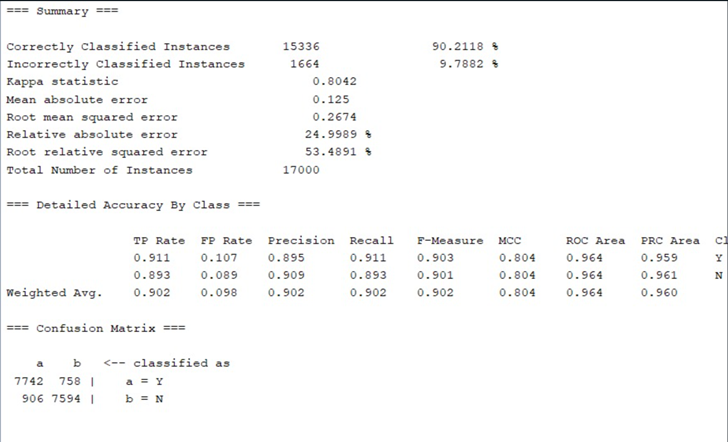 === Summary ===
Correctly Classified Instances 15336 90.2118 %
Incorrectly Classified Instances 1664 9.7882 %
Kappa statistic 0.8042
Mean absolute error 0.125
Root mean squared error 0.2674
Relative absolute error 24.9989 %
Root relative squared error 53.4891 %
Total Number of Instances 17000
=== Detailed Accuracy By Class ===
TP Rate FP Rate Precision Recall F-Measure MCC ROC Area PRC Area Cl
0.911 0.107 0.895 0.911 0.903 0.804 0.964 0.959 Y
0.893 0.089 0.909 0.893 0.901 0.804 0.964 0.961 N
Weighted Avg. 0.902 0.098 0.902 0.902 0.902 0.804 0.964 0.960
=== Confusion Matrix ===
a b <-- classified as
7742 758 | a = Y
906 7594 | b = N